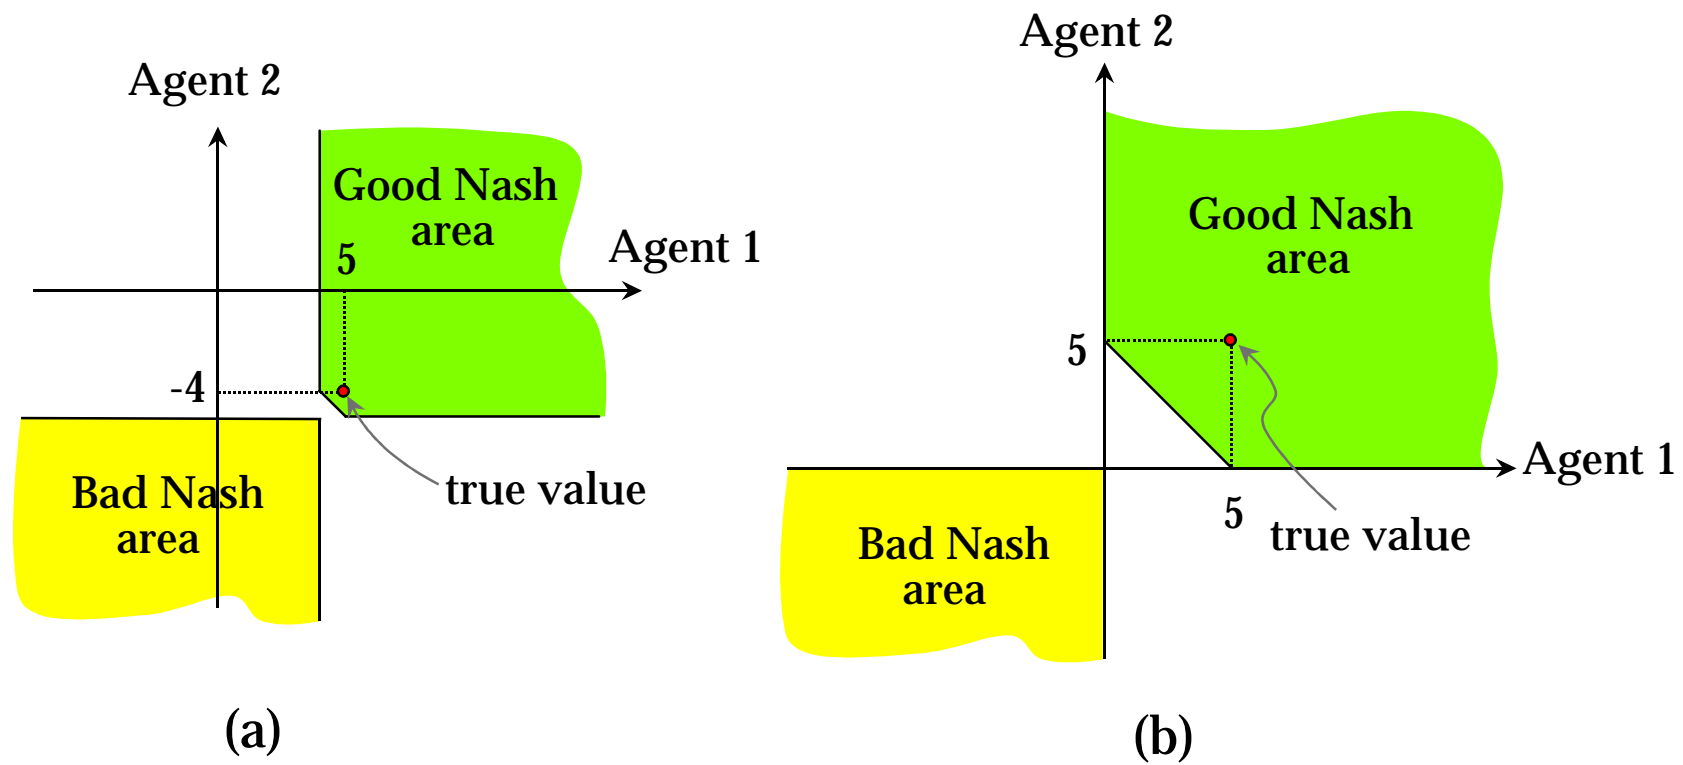 Agent 2
Good Nash
area
5
Agent 1
-4
Bad Nash
area
true value
(a)
Agent 2
Good Nash
area
5
Agent 1
5
true value
Bad Nash
area
(b)